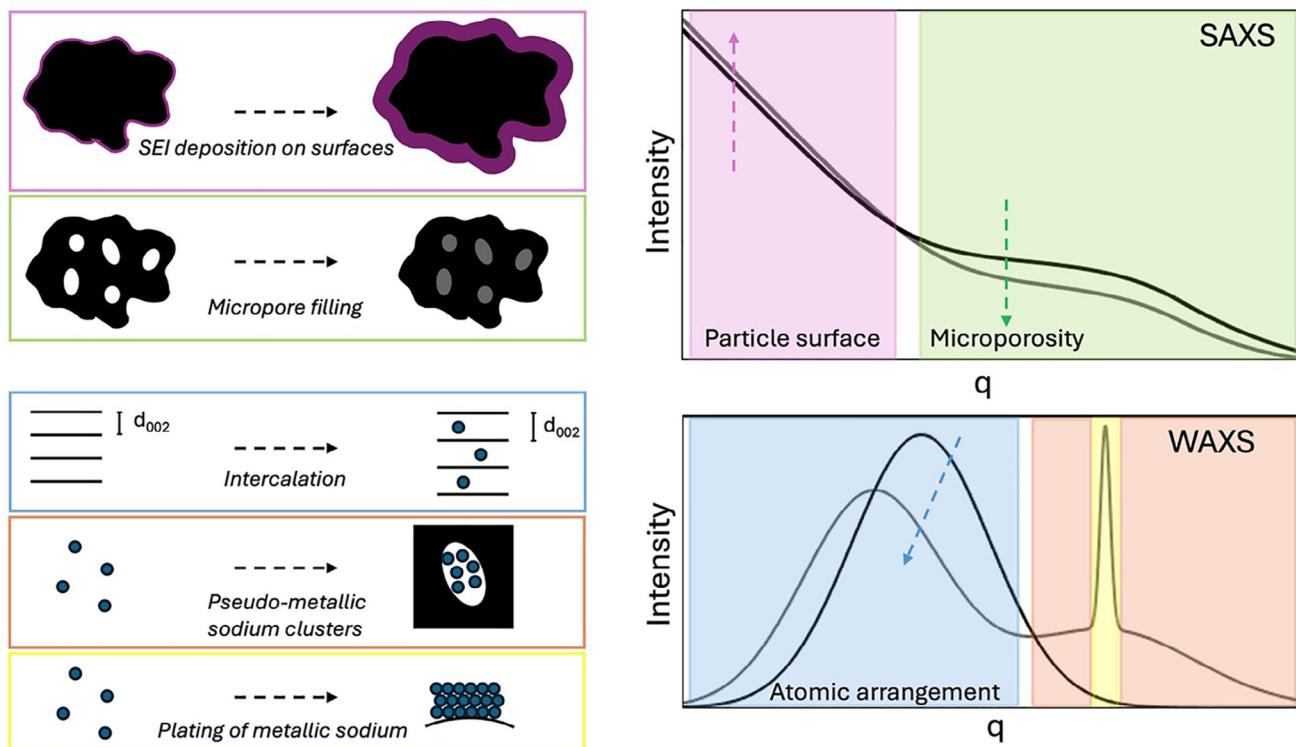 SEI deposition on surfaces
Micropore filling
d002
d002
Intercalation
Pseudo-metallic
sodium clusters
Plating of metallic sodium
SAXS
Intensity
Particle surface
Microporosity
q
WAXS
Intensity
Atomic arrangement
q